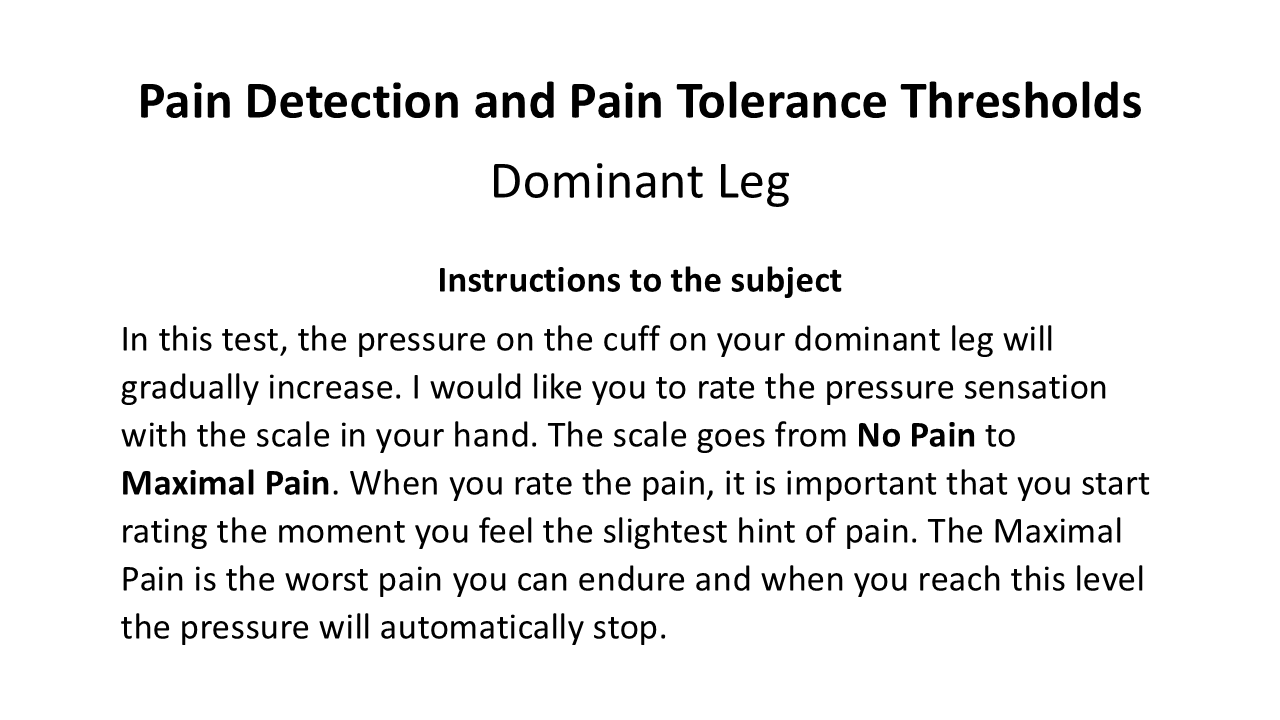 Pain Detection and Pain Tolerance Thresholds
Dominant Leg
Instructions to the subject
In this test, the pressure on the cuff on your dominant leg will
gradually increase. I would like you to rate the pressure sensation
with the scale in your hand. The scale goes from No Pain to
Maximal Pain. When you rate the pain, it is important that you start
rating the moment you feel the slightest hint of pain. The Maximal
Pain is the worst pain you can endure and when you reach this level
the pressure will automatically stop.